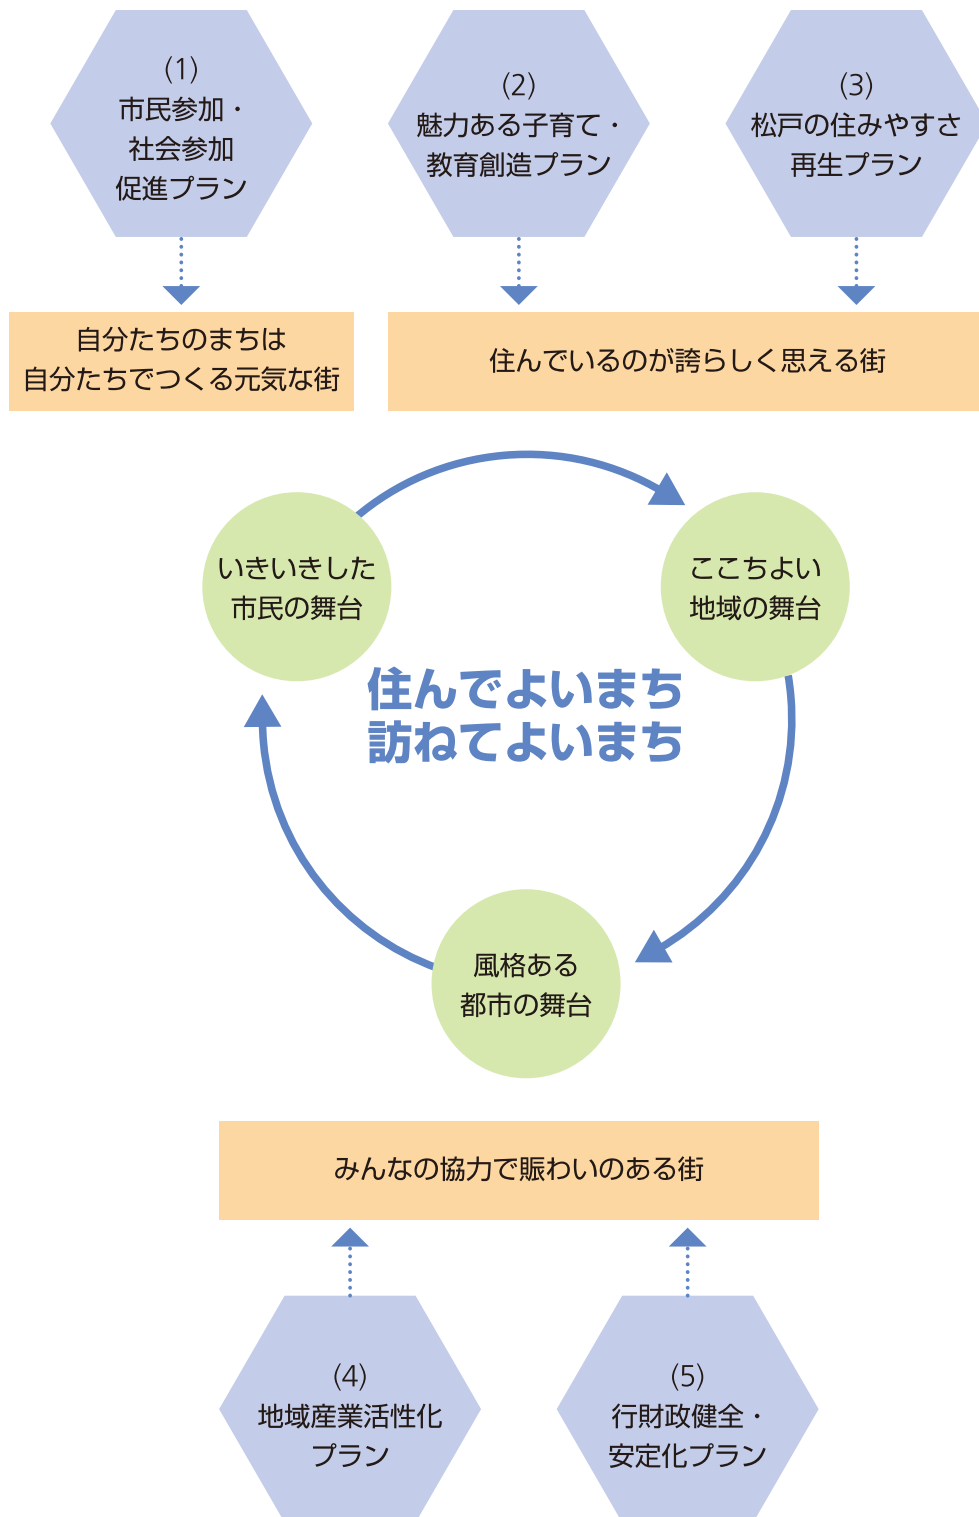 (1)
市民参加・
社会参加
促進プラン
(2)
魅力ある子育て・
教育創造プラン
(3)
松戸の住みやすさ
再生プラン
自分たちのまちは
自分たちでつくる元気な街
住んでいるのが誇らしく思える街
いきいきした
市民の舞台
ここちよい
地域の舞台
住んでよいまち
訪ねてよいまち
風格ある
都市の舞台
みんなの協力で賑わいのある街
(4)
地域産業活性化
プラン
(5)
行財政健全・
安定化プラン